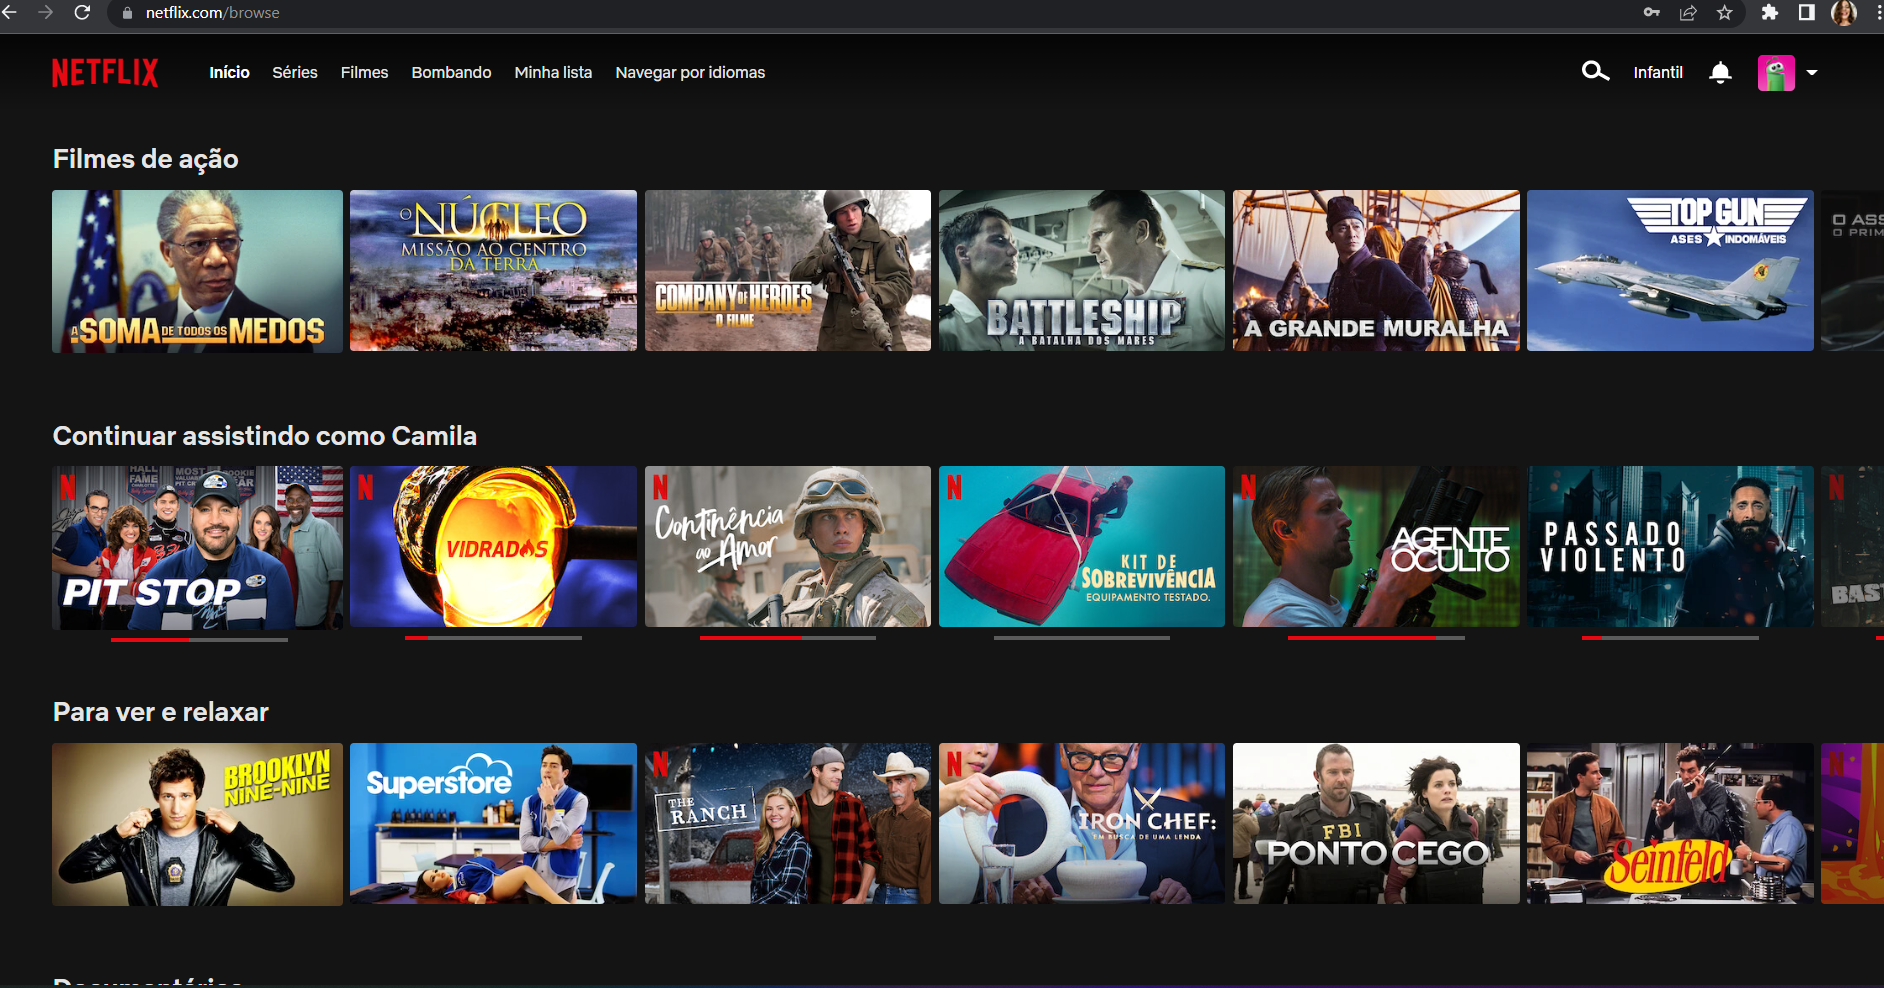 netflix.com/browse
NETFLIX
Início
Séries
Filmes
Bombando
Minha lista
Navegar por idiomas
Infantil
Filmes de ação
A SOMA DE TODOS OS MEDOS
O NÚCLEO
MISSÃO AO CENTRO
DA TERRA
COMPANY OF HEROES
O FILME
BATTLESHIP
A BATALHA DOS MARES
A GRANDE MURALHA
TOP GUN
ASES INDOMÁVEIS
O ASS
O PRIM
Continuar assistindo como Camila
N
HALL
OF FAME
MOST
PIT STOP
N
VIDRADOS
N
Continência
ao Amor
N
KIT DE
SOBREVIVÊNCIA
EQUIPAMENTO TESTADO.
N
AGENTE
OCULTO
PASSADO
VIOLENTO
N
BAST
Para ver e relaxar
BROOKLYN
NINE-NINE
Superstore
N
THE
RANCH
N
IRON CHEF:
EM BUSCA DE UMA LENDA
FBI
PONTO CEGO
Seinfeld
N